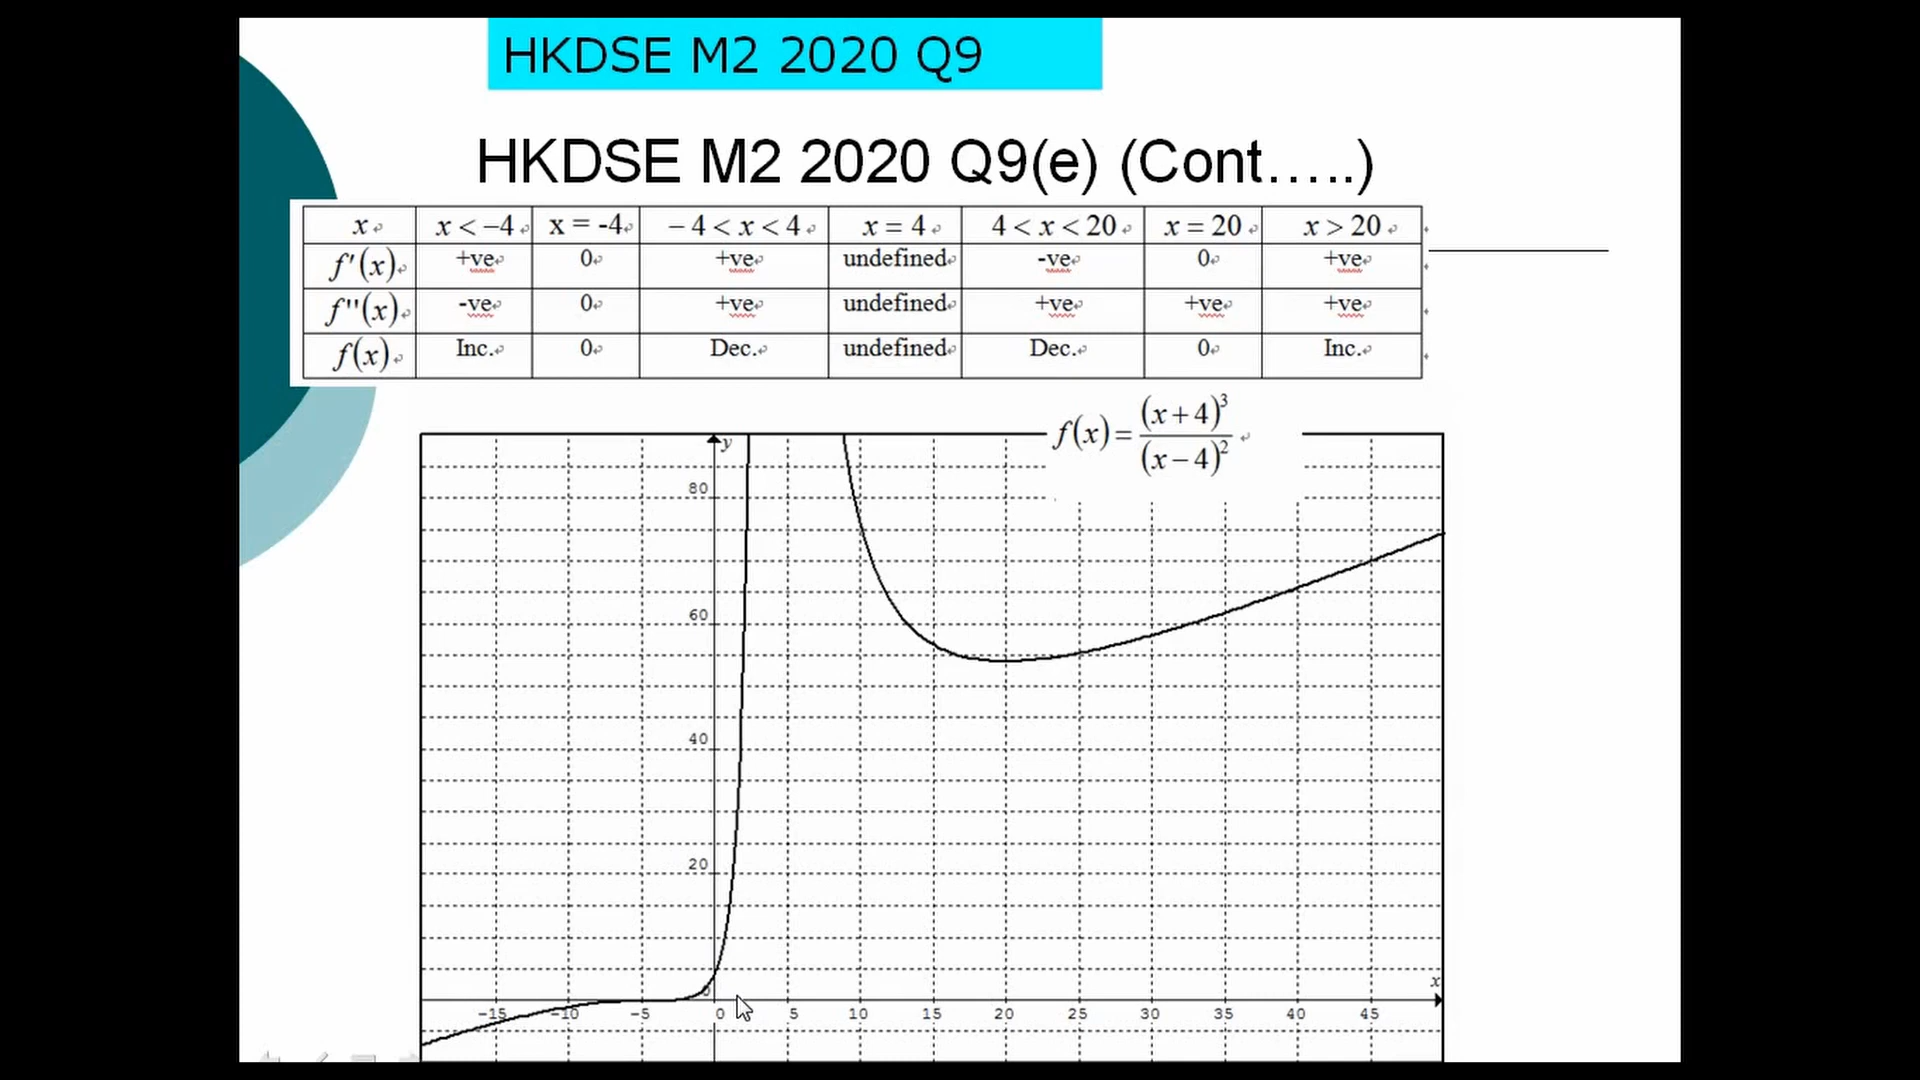 HKDSE M2 2020 Q9
HKDSE M2 2020 Q9(e) (Cont…..)
x x < −4 x = -4 − 4 < x < 4 x = 4 4 < x < 20 x = 20 x > 20
f'(x) +ve 0 +ve undefined -ve 0 +ve
f''(x) -ve 0 +ve undefined +ve +ve +ve
f(x) Inc. 0 Dec. undefined Dec. 0 Inc.
f(x) = (x+4)³/(x−4)²
y
80
60
40
20
0
x
-15 -10 -5 0 5 10 15 20 25 30 35 40 45